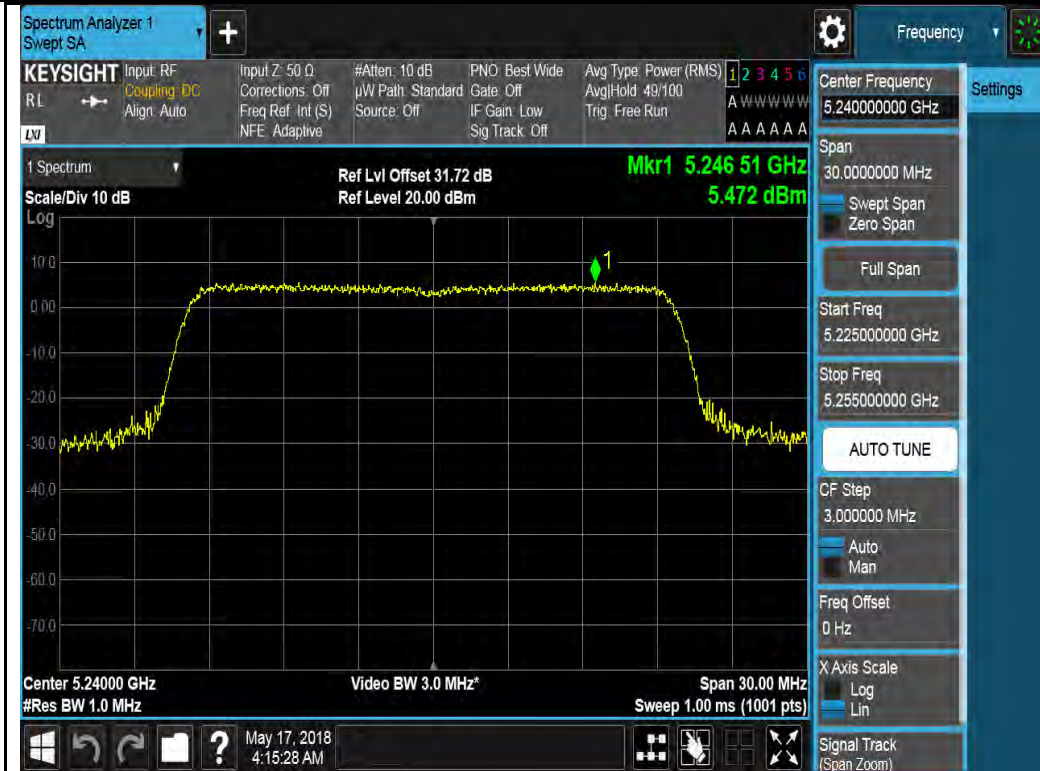 Spectrum Analyzer 1
Swept SA
+
Frequency
KEYSIGHT
R L
LXI
Input: RF
Coupling: DC
Align: Auto
Input Z: 50 Ω
Corrections: Off
Freq Ref: Int (S)
NFE: Adaptive
#Atten: 10 dB
µW Path: Standard
Source: Off
PNO: Best Wide
Gate: Off
IF Gain: Low
Sig Track: Off
Avg Type: Power (RMS)
Avg|Hold: 49/100
Trig: Free Run
1 2 3 4 5 6
A W W W W W
A A A A A A
1 Spectrum
Scale/Div 10 dB
Ref Lvl Offset 31.72 dB
Ref Level 20.00 dBm
Mkr1 5.246 51 GHz
5.472 dBm
Log
10.0
0.00
-10.0
-20.0
-30.0
-40.0
-50.0
-60.0
-70.0
1
Center 5.24000 GHz
#Res BW 1.0 MHz
Video BW 3.0 MHz*
Span 30.00 MHz
Sweep 1.00 ms (1001 pts)
?
May 17, 2018
4:15:28 AM
Center Frequency
5.240000000 GHz
Span
30.0000000 MHz
Swept Span
Zero Span
Full Span
Start Freq
5.225000000 GHz
Stop Freq
5.255000000 GHz
AUTO TUNE
CF Step
3.000000 MHz
Auto
Man
Freq Offset
0 Hz
X Axis Scale
Log
Lin
Signal Track
(Span Zoom)
Settings